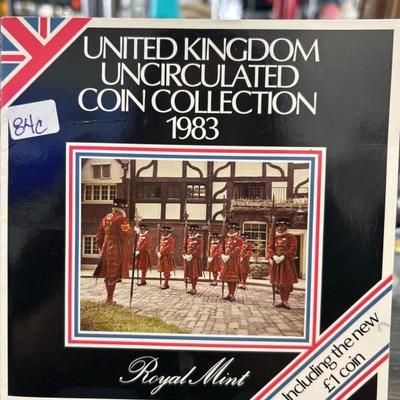 UNITED KINGDOM
UNCIRCULATED
COIN COLLECTION
1983
84c
Royal Mint
Including the new
£1 coin